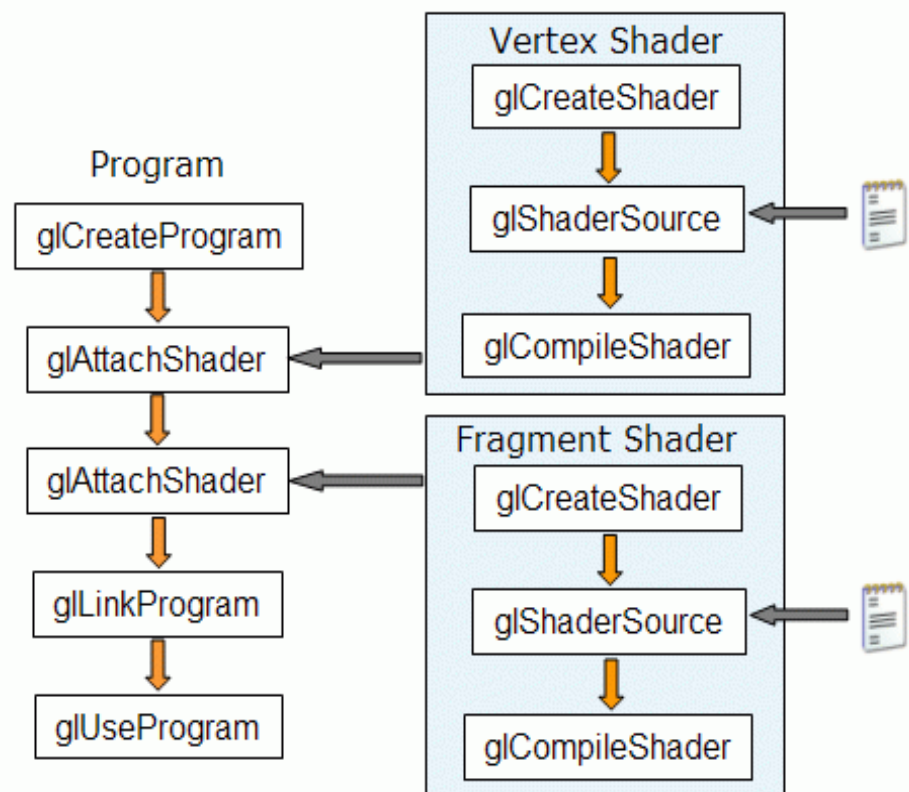 Program
glCreateProgram
glAttachShader
glAttachShader
glLinkProgram
glUseProgram
Vertex Shader
glCreateShader
glShaderSource
glCompileShader
Fragment Shader
glCreateShader
glShaderSource
glCompileShader